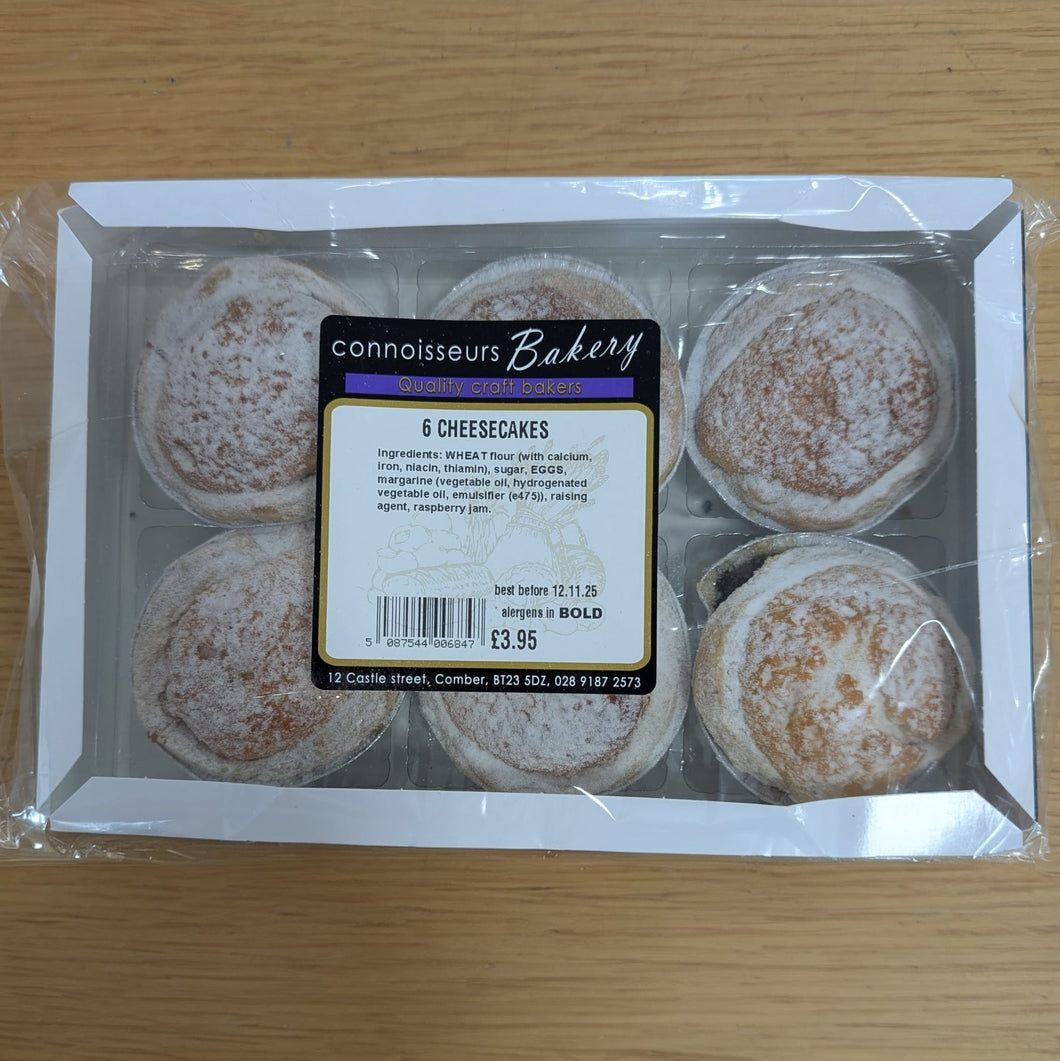 connoisseurs Bakery
Quality craft bakers
6 CHEESECAKES
Ingredients: WHEAT flour (with calcium,
iron, niacin, thiamin), sugar, EGGS,
margarine (vegetable oil, hydrogenated
vegetable oil, emulsifier (e475)), raising
agent, raspberry jam.
best before 12.11.25
alergens in BOLD
5 087544 006847
£3.95
12 Castle street, Comber, BT23 5DZ, 028 9187 2573